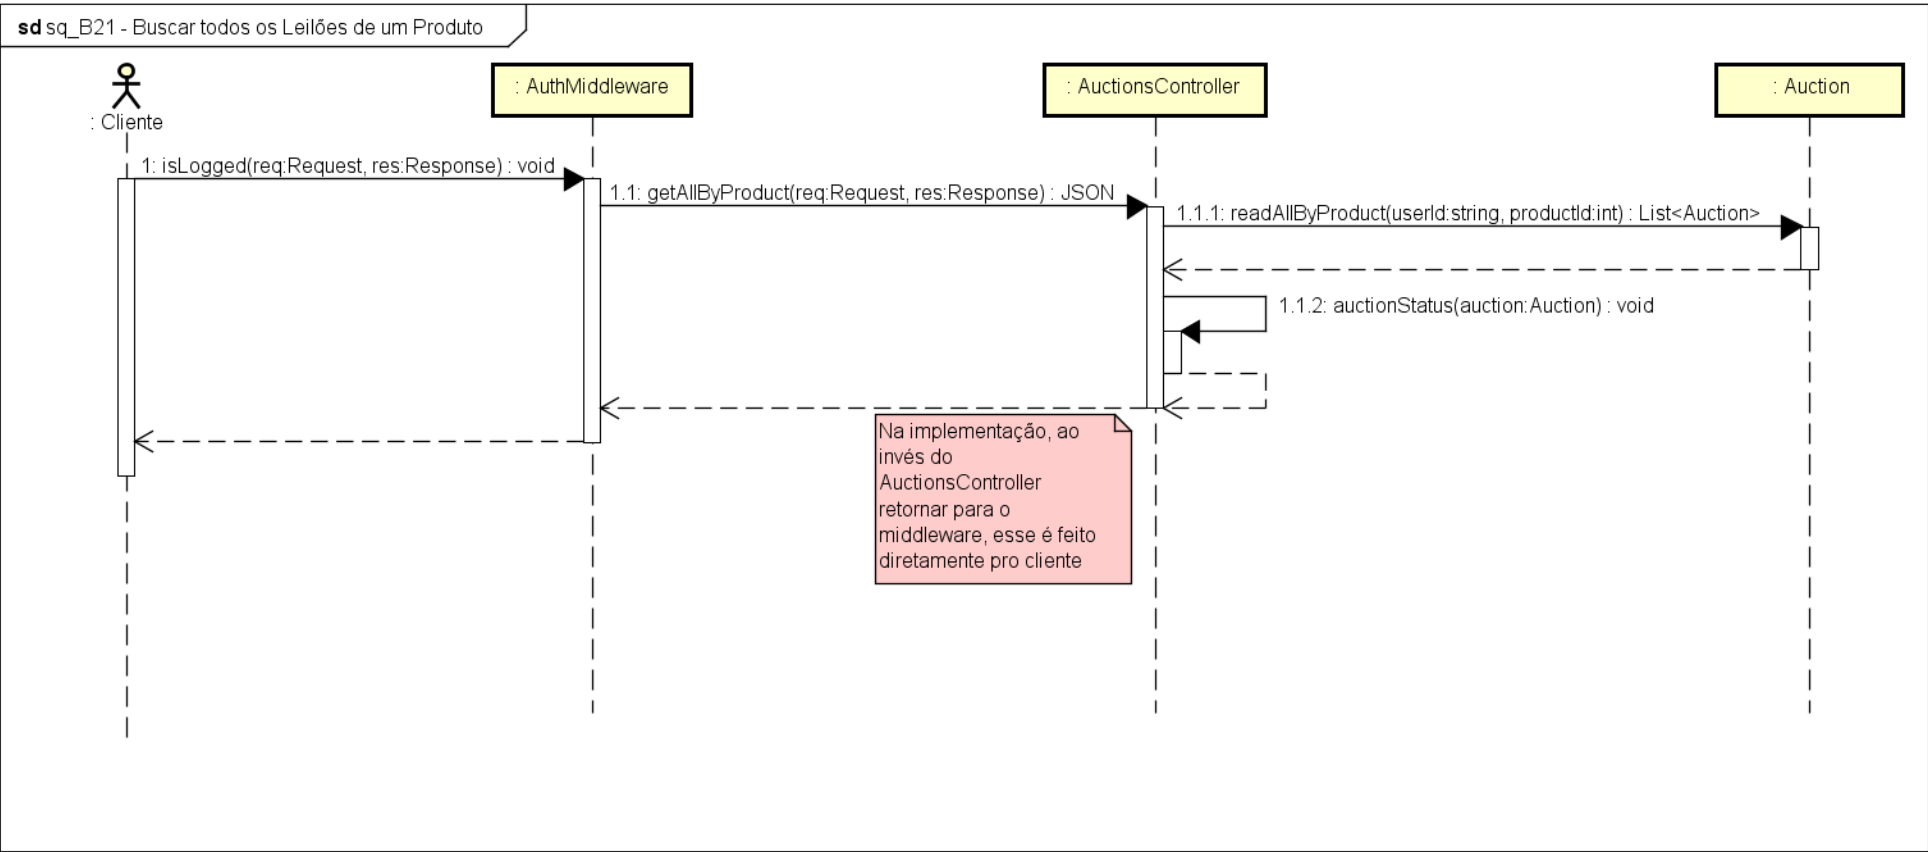 sd sq_B21 - Buscar todos os Leilões de um Produto
: Cliente
: AuthMiddleware
: AuctionsController
: Auction
1: isLogged(req:Request, res:Response) : void
1.1: getAllByProduct(req:Request, res:Response) : JSON
1.1.1: readAllByProduct(userId:string, productId:int) : List<Auction>
1.1.2: auctionStatus(auction:Auction) : void
Na implementação, ao
invés do
AuctionsController
retornar para o
middleware, esse é feito
diretamente pro cliente